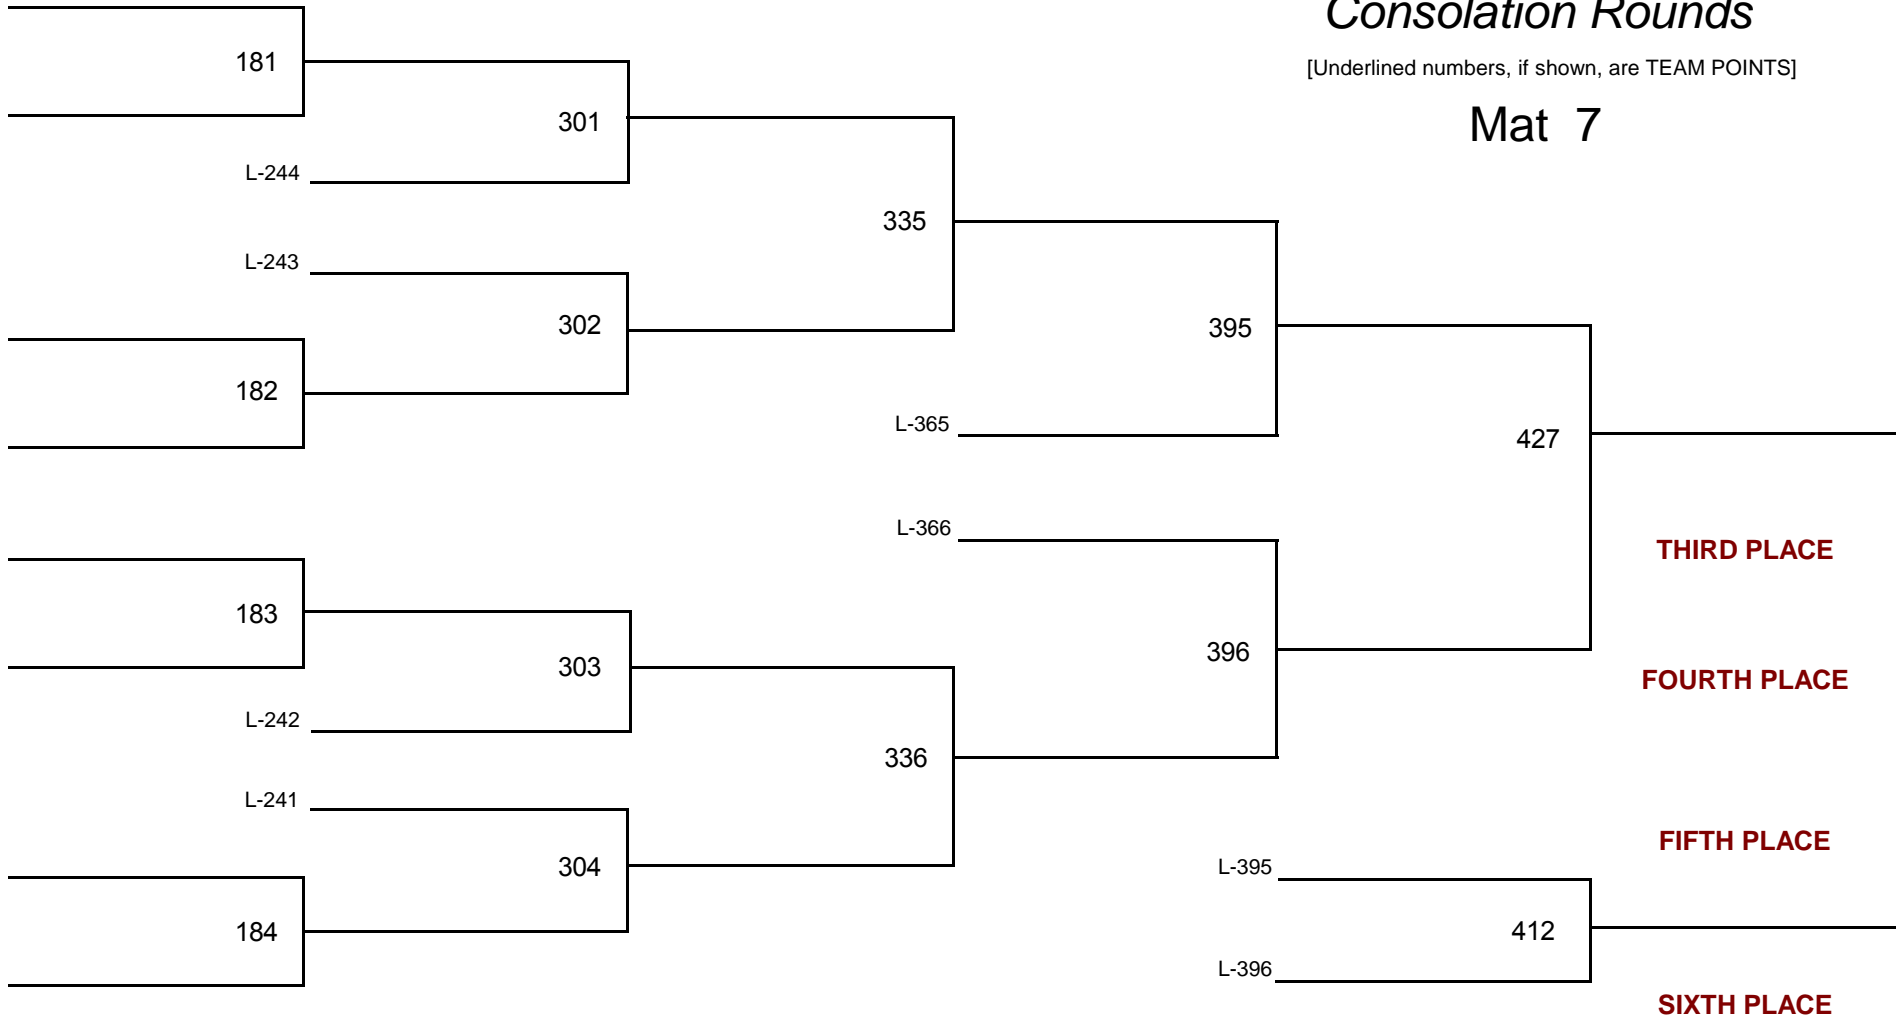 Consolation Rounds
[Underlined numbers, if shown, are TEAM POINTS]
Mat 7
181
301
L-244
335
L-243
302
395
182
L-365
427
L-366
THIRD PLACE
183
303
396
FOURTH PLACE
L-242
336
L-241
FIFTH PLACE
304
L-395
184
412
L-396
SIXTH PLACE